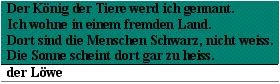 Der König der Tiere werd ich genannt.
Ich wohne in einem fremden Land.
Dort sind die Menschen Schwarz, nicht weiss.
Die Sonne scheint dort gar zu heiss.
der Löwe